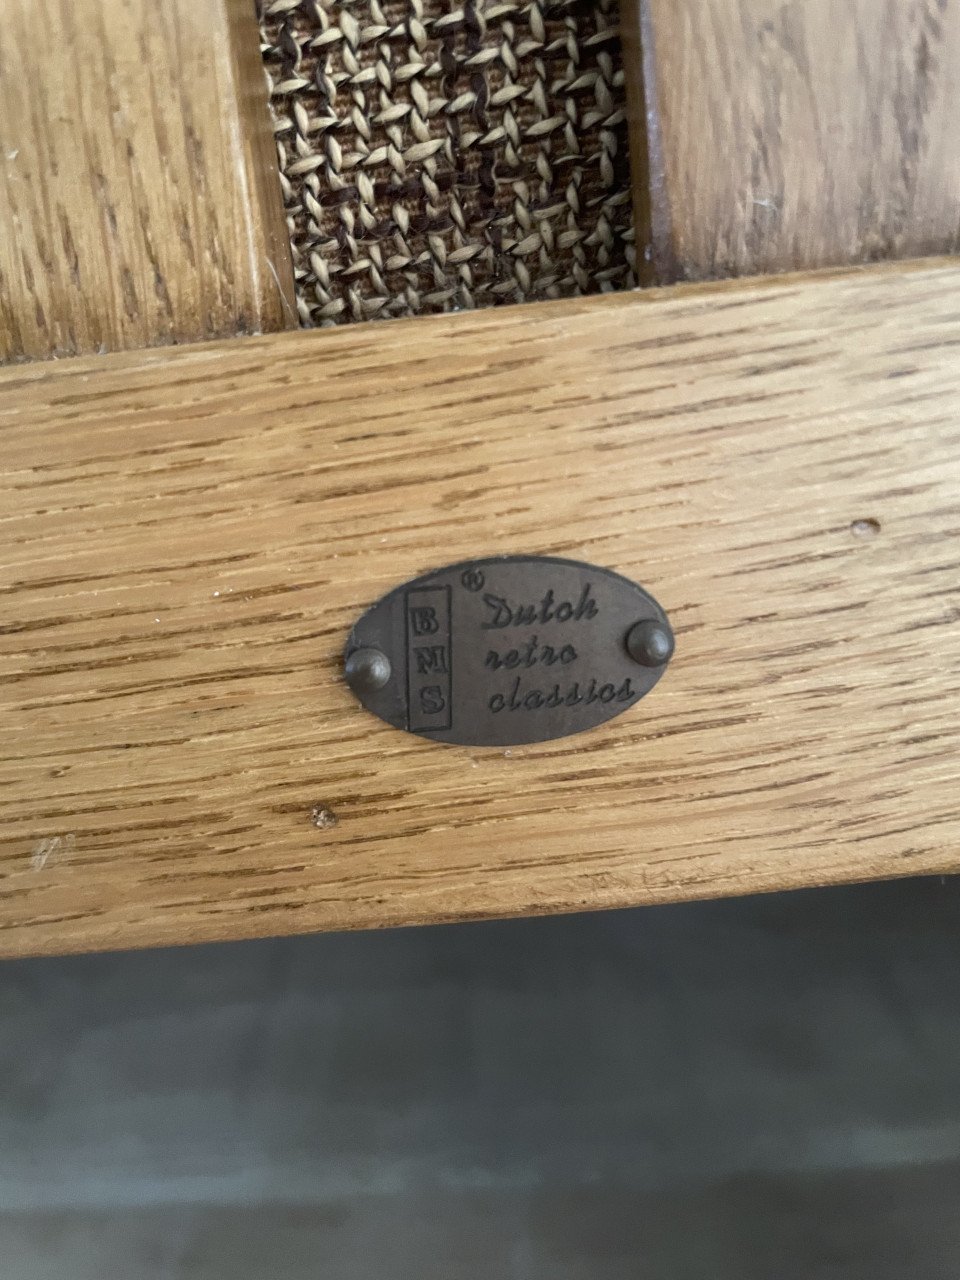 BMS
®
Dutch
retro
classics